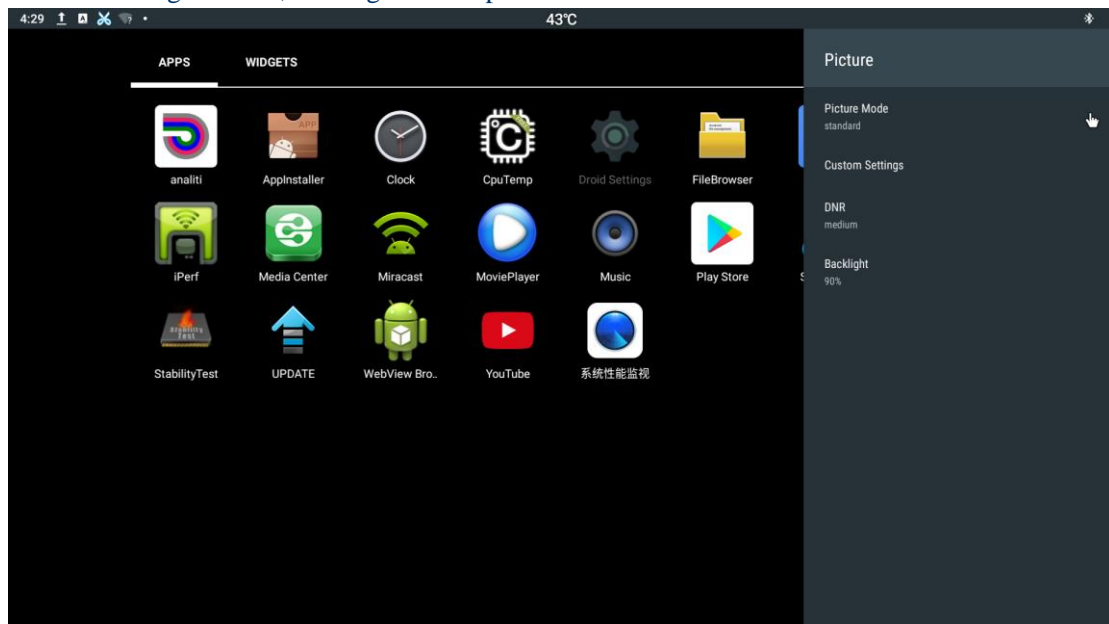 4:29 43℃
APPS WIDGETS
analiti AppInstaller Clock CpuTemp Droid Settings FileBrowser
iPerf Media Center Miracast MoviePlayer Music Play Store S
StabilityTest UPDATE WebView Bro.. YouTube 系统性能监视
Picture
Picture Mode
standard
Custom Settings
DNR
medium
Backlight
90%